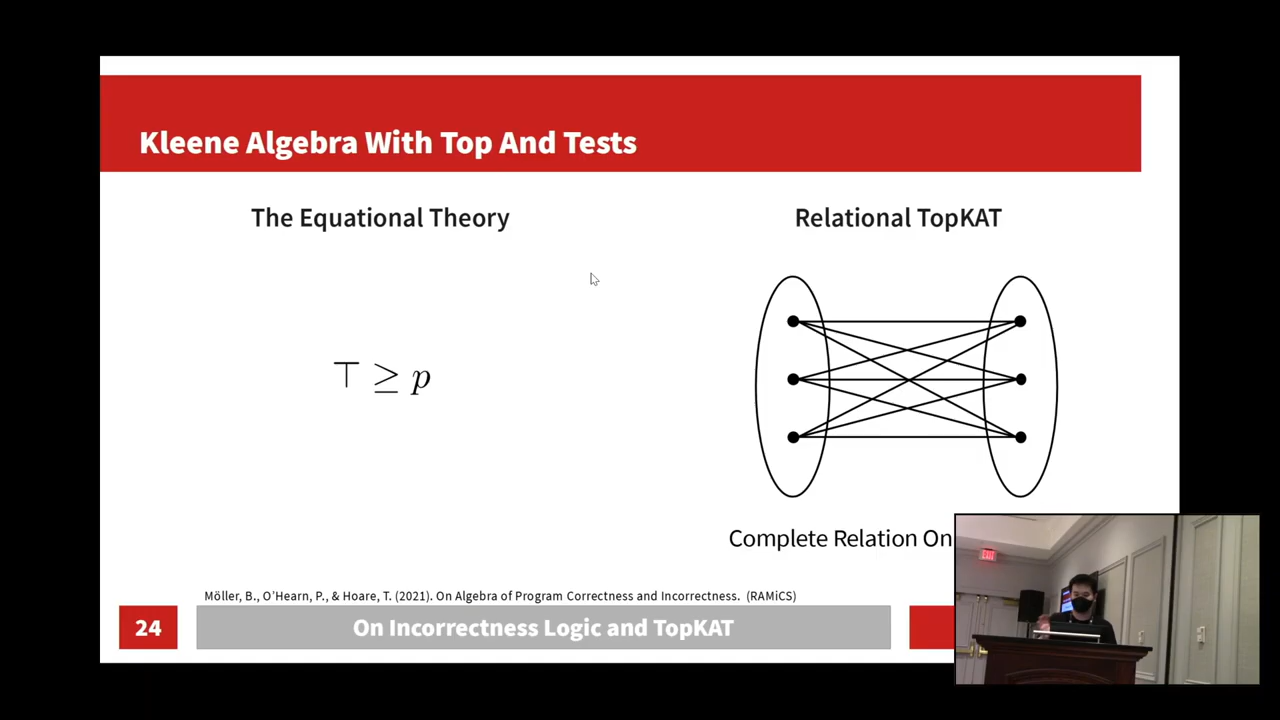 Kleene Algebra With Top And Tests
The Equational Theory
Relational TopKAT
⊤ ≥ p
Complete Relation On
Möller, B., O'Hearn, P., & Hoare, T. (2021). On Algebra of Program Correctness and Incorrectness. (RAMiCS)
24
On Incorrectness Logic and TopKAT
EXIT